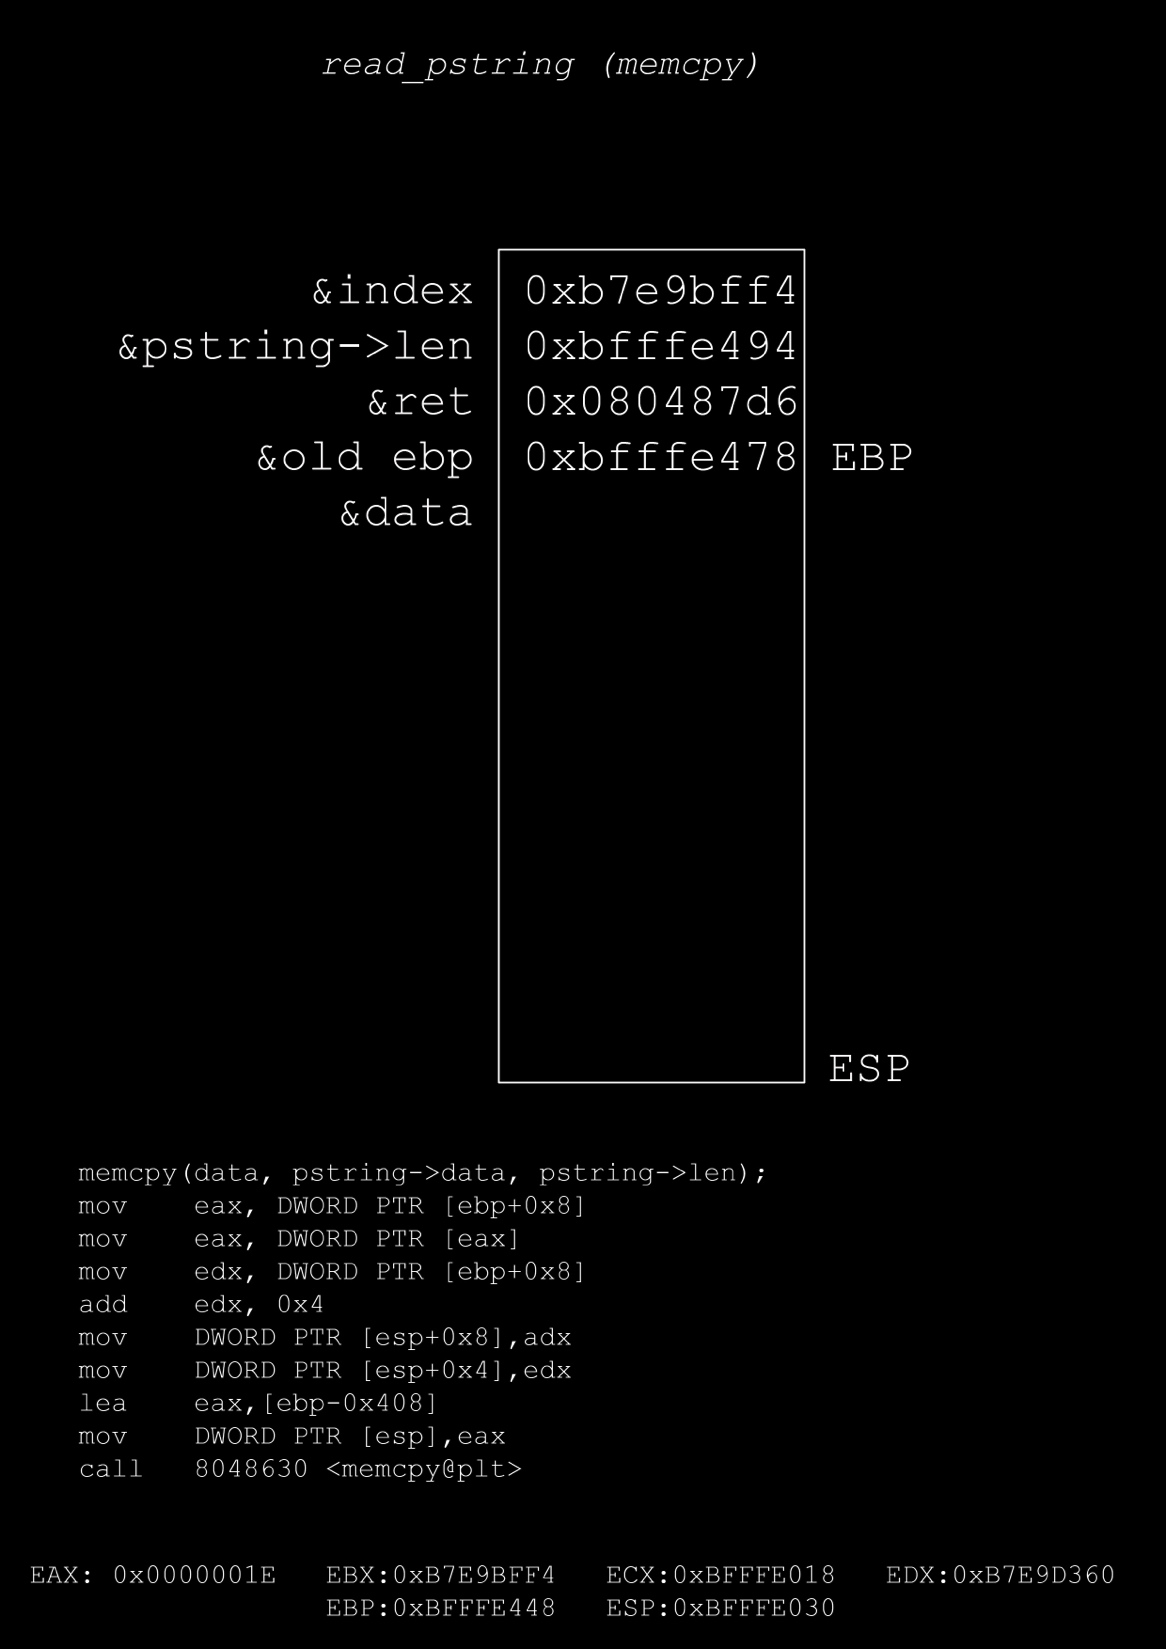 read_pstring (memcpy)
&index 0xb7e9bff4
&pstring->len 0xbfffe494
&ret 0x080487d6
&old ebp 0xbfffe478 EBP
&data
ESP
memcpy(data, pstring->data, pstring->len);
mov eax, DWORD PTR [ebp+0x8]
mov eax, DWORD PTR [eax]
mov edx, DWORD PTR [ebp+0x8]
add edx, 0x4
mov DWORD PTR [esp+0x8],adx
mov DWORD PTR [esp+0x4],edx
lea eax,[ebp-0x408]
mov DWORD PTR [esp],eax
call 8048630 <memcpy@plt>
EAX: 0x0000001E EBX:0xB7E9BFF4 ECX:0xBFFFE018 EDX:0xB7E9D360
EBP:0xBFFFE448 ESP:0xBFFFE030